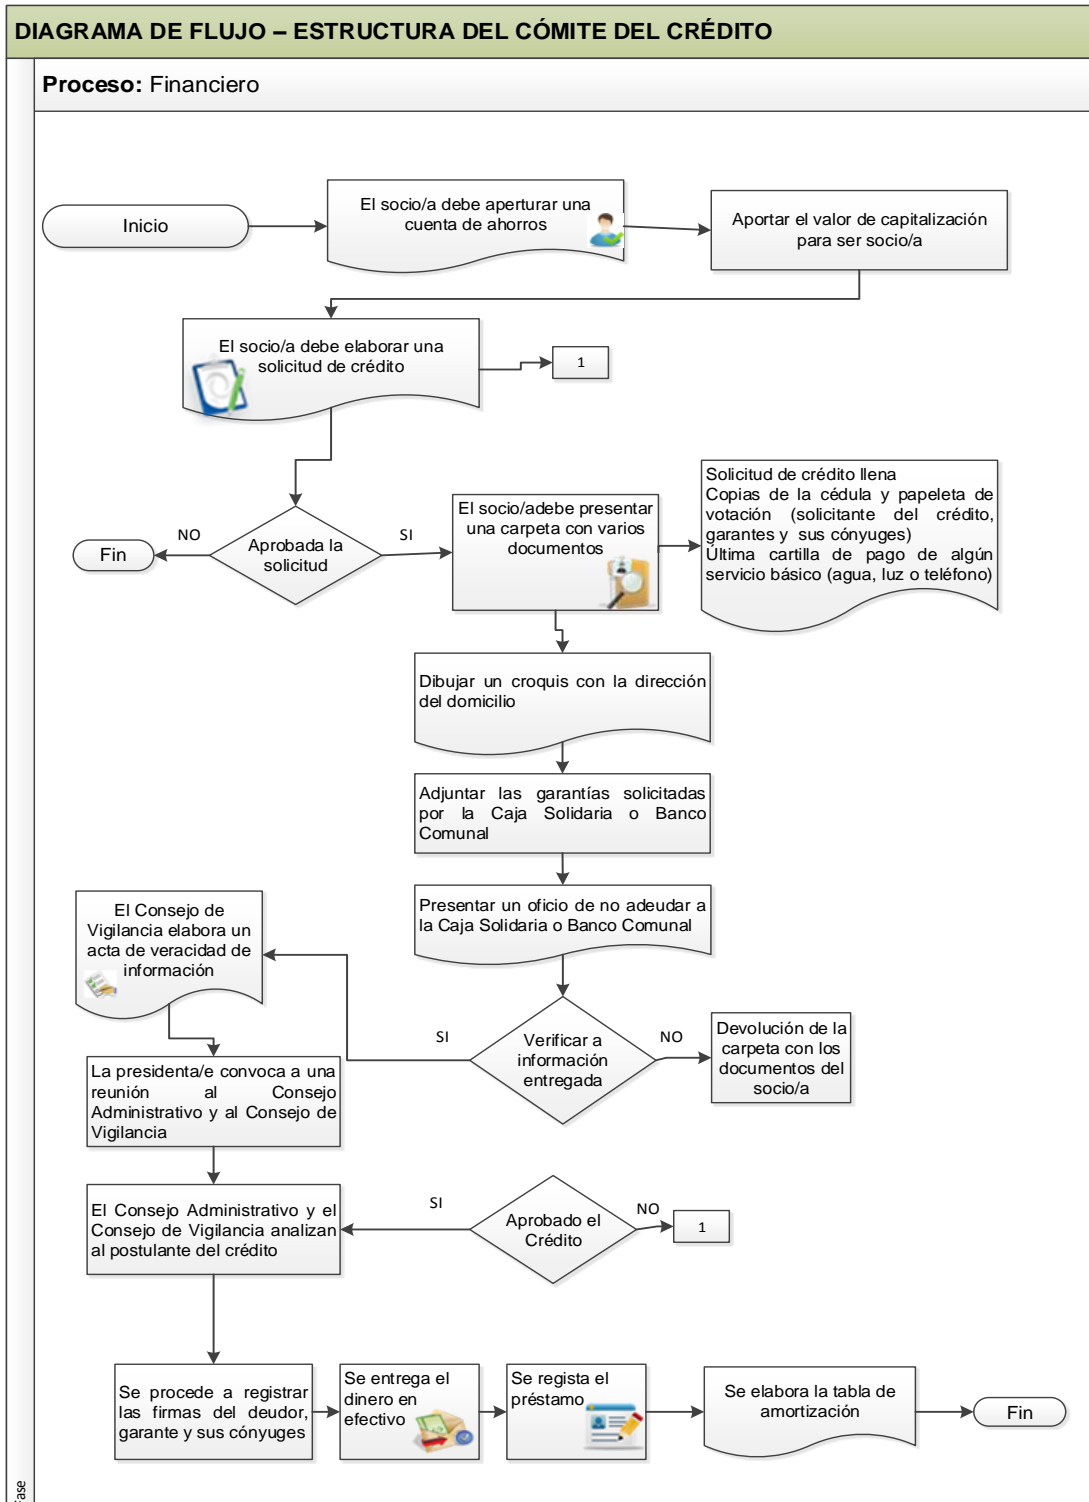 DIAGRAMA DE FLUJO – ESTRUCTURA DEL CÓMITE DEL CRÉDITO
Proceso: Financiero
Inicio
El socio/a debe aperturar una
cuenta de ahorros
Aportar el valor de capitalización
para ser socio/a
El socio/a debe elaborar una
solicitud de crédito
1
Fin
NO
Aprobada la
solicitud
SI
El socio/adebe presentar
una carpeta con varios
documentos
Solicitud de crédito llena
Copias de la cédula y papeleta de
votación (solicitante del crédito,
garantes y sus cónyuges)
Última cartilla de pago de algún
servicio básico (agua, luz o teléfono)
Dibujar un croquis con la dirección
del domicilio
Adjuntar las garantías solicitadas
por la Caja Solidaria o Banco
Comunal
Presentar un oficio de no adeudar a
la Caja Solidaria o Banco Comunal
El Consejo de
Vigilancia elabora un
acta de veracidad de
información
SI
Verificar a
información
entregada
NO
Devolución de la
carpeta con los
documentos del
socio/a
La presidenta/e convoca a una
reunión al Consejo
Administrativo y al Consejo de
Vigilancia
El Consejo Administrativo y el
Consejo de Vigilancia analizan
al postulante del crédito
SI
Aprobado el
Crédito
NO
1
Se procede a registrar
las firmas del deudor,
garante y sus cónyuges
Se entrega el
dinero en
efectivo
Se regista el
préstamo
Se elabora la tabla de
amortización
Fin
Fase